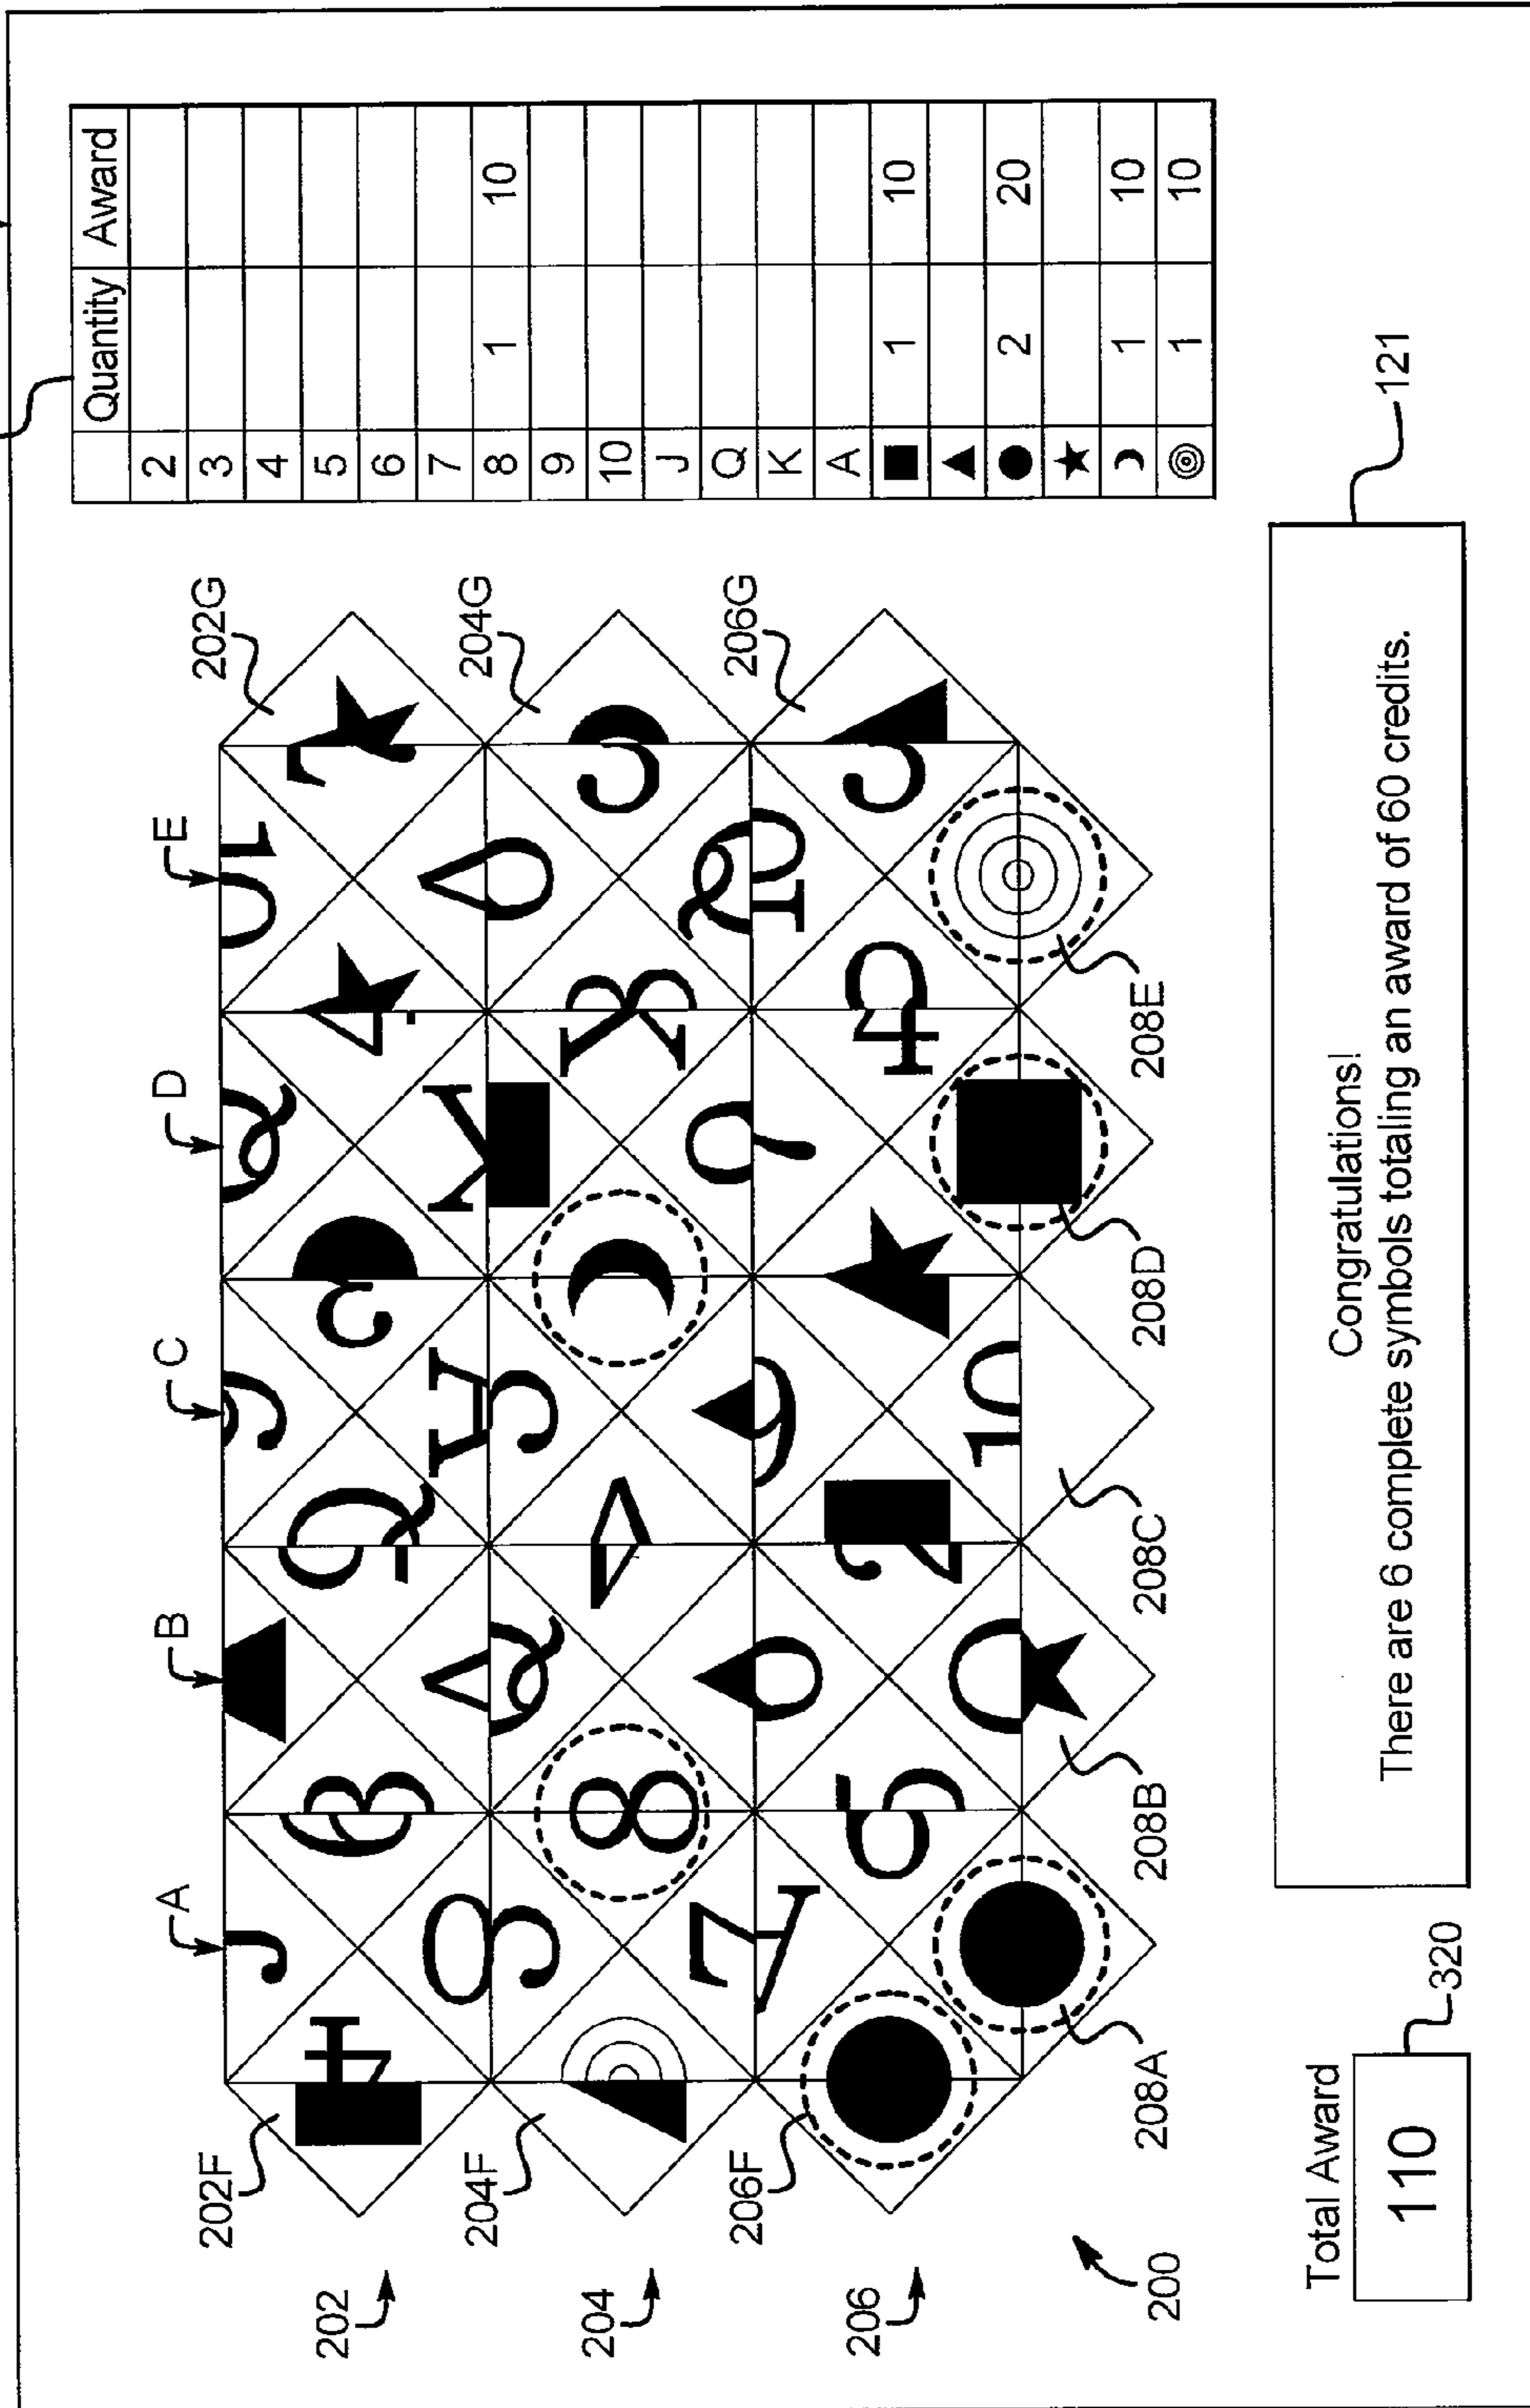 A B C D E
202F
202G
202
8
204F
204G
204
206F
206G
206
200
208A
208B
208C
208D
208E
Quantity Award
2
3
4
5
6
7
8 1 10
9
10
J
Q
K
A
■ 1 10
▲
● 2 20
★
☽ 1 10
◎ 1 10
Total Award
110
320
Congratulations!
There are 6 complete symbols totaling an award of 60 credits.
121